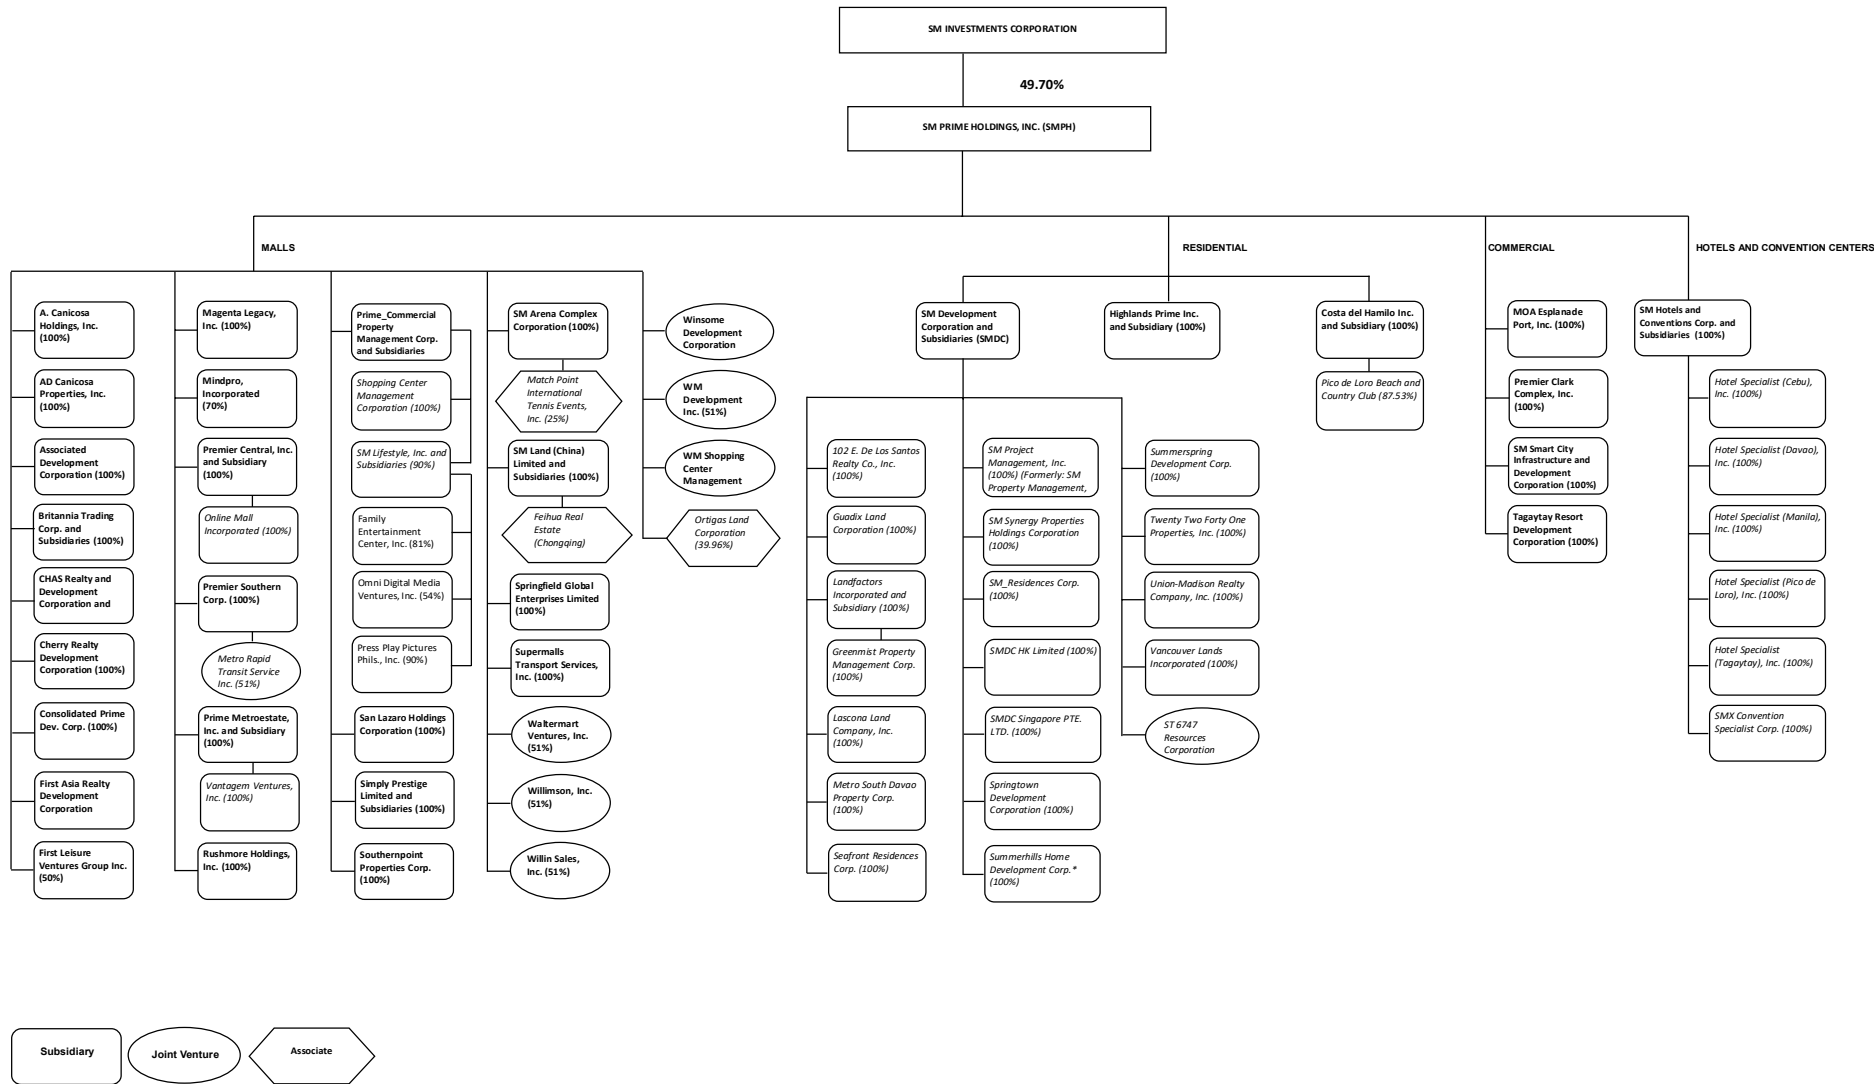 SM INVESTMENTS CORPORATION
49.70%
SM PRIME HOLDINGS, INC. (SMPH)
MALLS
RESIDENTIAL
COMMERCIAL
HOTELS AND CONVENTION CENTERS
A. Canicosa
Holdings, Inc.
(100%)
AD Canicosa
Properties, Inc.
(100%)
Associated
Development
Corporation (100%)
Britannia Trading
Corp. and
Subsidiaries (100%)
CHAS Realty and
Development
Corporation and
Cherry Realty
Development
Corporation (100%)
Consolidated Prime
Dev. Corp. (100%)
First Asia Realty
Development
Corporation
First Leisure
Ventures Group Inc.
(50%)
Magenta Legacy,
Inc. (100%)
Mindpro,
Incorporated
(70%)
Premier Central, Inc.
and Subsidiary
(100%)
Online Mall
Incorporated (100%)
Premier Southern
Corp. (100%)
Metro Rapid
Transit Service
Inc. (51%)
Prime Metroestate,
Inc. and Subsidiary
(100%)
Vantagem Ventures,
Inc. (100%)
Rushmore Holdings,
Inc. (100%)
Prime_Commercial
Property
Management Corp.
and Subsidiaries
Shopping Center
Management
Corporation (100%)
SM Lifestyle, Inc. and
Subsidiaries (90%)
Family
Entertainment
Center, Inc. (81%)
Omni Digital Media
Ventures, Inc. (54%)
Press Play Pictures
Phils., Inc. (90%)
San Lazaro Holdings
Corporation (100%)
Simply Prestige
Limited and
Subsidiaries (100%)
Southernpoint
Properties Corp.
(100%)
SM Arena Complex
Corporation (100%)
Match Point
International
Tennis Events,
Inc. (25%)
SM Land (China)
Limited and
Subsidiaries (100%)
Feihua Real
Estate
(Chongqing)
Springfield Global
Enterprises Limited
(100%)
Supermalls
Transport Services,
Inc. (100%)
Waltermart
Ventures, Inc.
(51%)
Willimson, Inc.
(51%)
Willin Sales,
Inc. (51%)
Winsome
Development
Corporation
WM
Development
Inc. (51%)
WM Shopping
Center
Management
Ortigas Land
Corporation
(39.96%)
SM Development
Corporation and
Subsidiaries (SMDC)
102 E. De Los Santos
Realty Co., Inc.
(100%)
Guadix Land
Corporation (100%)
Landfactors
Incorporated and
Subsidiary (100%)
Greenmist Property
Management Corp.
(100%)
Lascona Land
Company, Inc.
(100%)
Metro South Davao
Property Corp.
(100%)
Seafront Residences
Corp. (100%)
SM Project
Management, Inc.
(100%) (Formerly: SM
Property Management,
SM Synergy Properties
Holdings Corporation
(100%)
SM_Residences Corp.
(100%)
SMDC HK Limited (100%)
SMDC Singapore PTE.
LTD. (100%)
Springtown
Development
Corporation (100%)
Summerhills Home
Development Corp.*
(100%)
Summerspring
Development Corp.
(100%)
Twenty Two Forty One
Properties, Inc. (100%)
Union-Madison Realty
Company, Inc. (100%)
Vancouver Lands
Incorporated (100%)
ST 6747
Resources
Corporation
Highlands Prime Inc.
and Subsidiary (100%)
Costa del Hamilo Inc.
and Subsidiary (100%)
Pico de Loro Beach and
Country Club (87.53%)
MOA Esplanade
Port, Inc. (100%)
Premier Clark
Complex, Inc.
(100%)
SM Smart City
Infrastructure and
Development
Corporation (100%)
Tagaytay Resort
Development
Corporation (100%)
SM Hotels and
Conventions Corp. and
Subsidiaries (100%)
Hotel Specialist (Cebu),
Inc. (100%)
Hotel Specialist (Davao),
Inc. (100%)
Hotel Specialist (Manila),
Inc. (100%)
Hotel Specialist (Pico de
Loro), Inc. (100%)
Hotel Specialist
(Tagaytay), Inc. (100%)
SMX Convention
Specialist Corp. (100%)
Subsidiary
Joint Venture
Associate